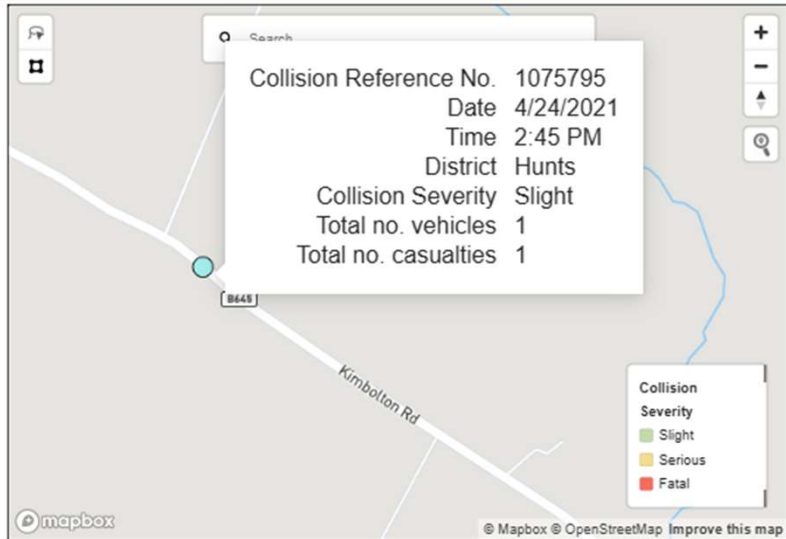 Search
Collision Reference No. 1075795
Date 4/24/2021
Time 2:45 PM
District Hunts
Collision Severity Slight
Total no. vehicles 1
Total no. casualties 1
B645
Kimbolton Rd
Collision
Severity
Slight
Serious
Fatal
mapbox
© Mapbox © OpenStreetMap Improve this map